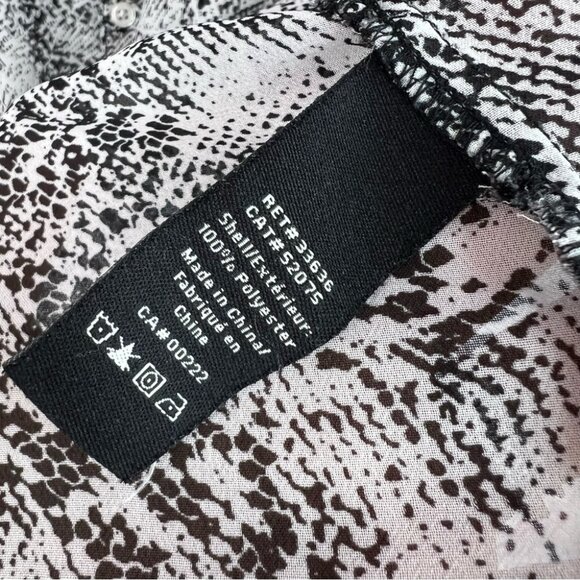 RET# 33636
CAT# S2075
Shell/Extérieur:
100% Polyester
Made in China/
Fabriqué en
Chine
CA# 00222